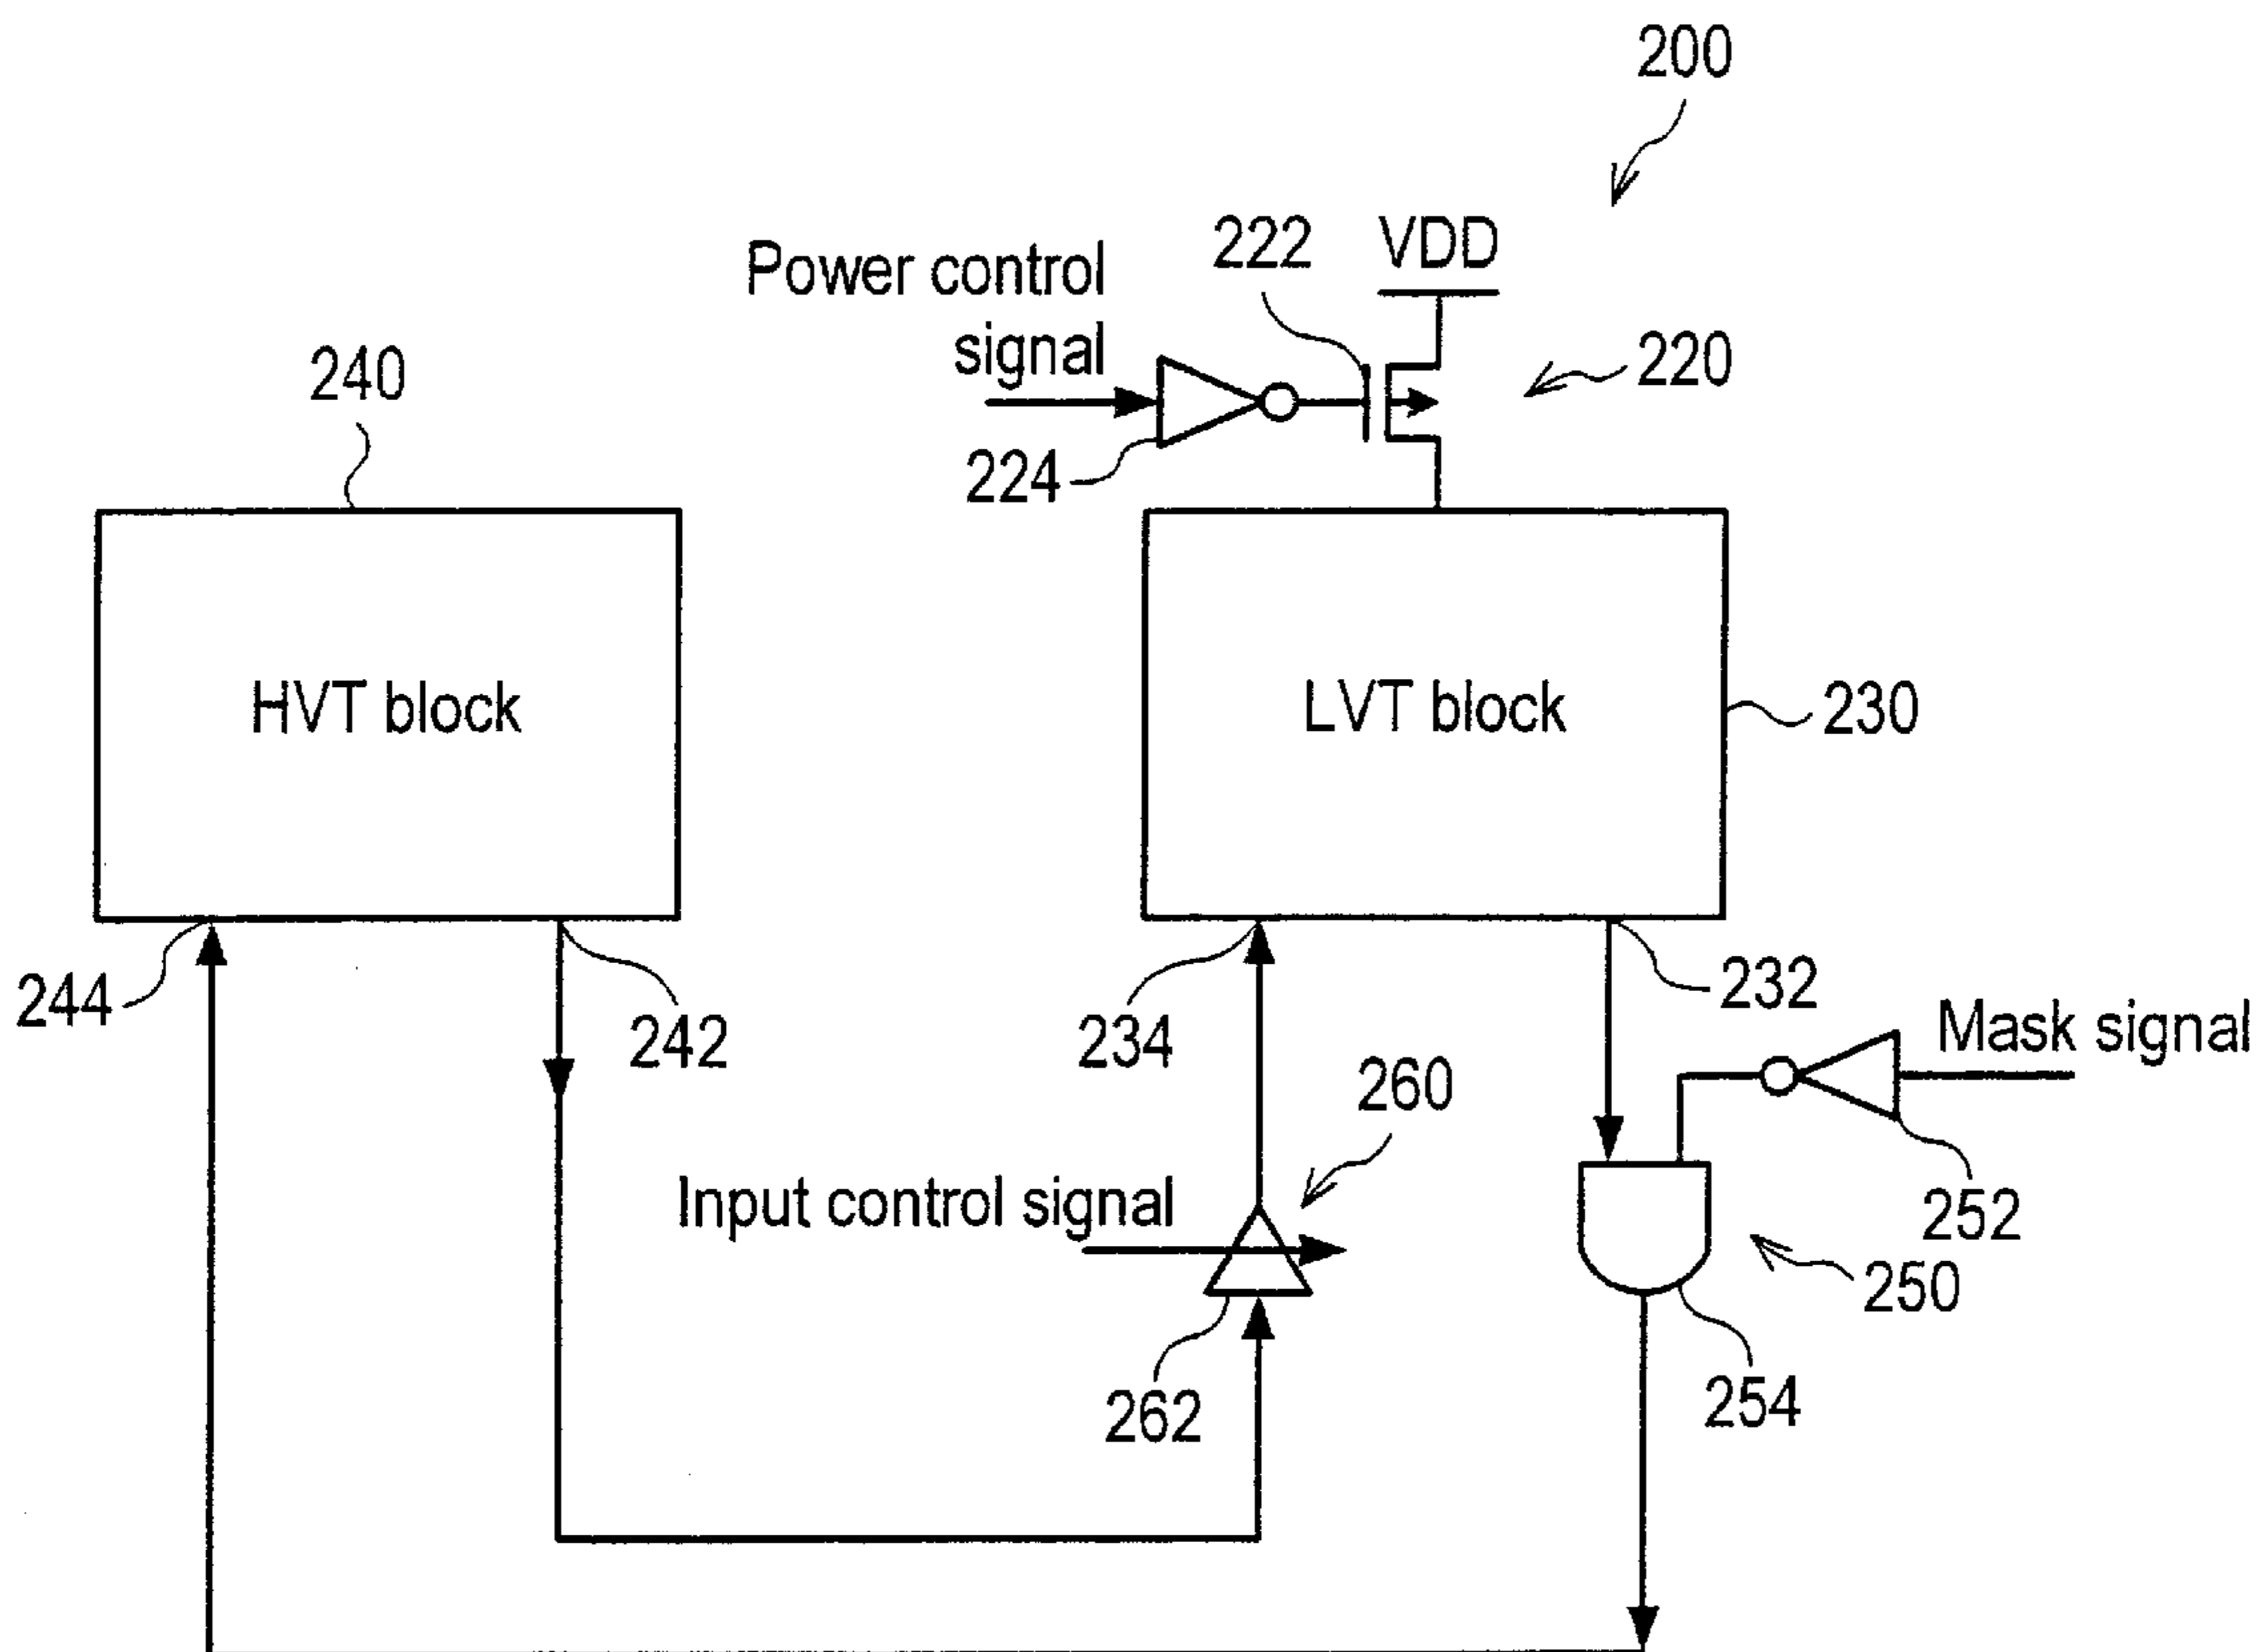 200
222
VDD
Power control
signal
220
240
224
HVT block
LVT block
230
244
242
234
232
Mask signal
260
Input control signal
252
250
262
254